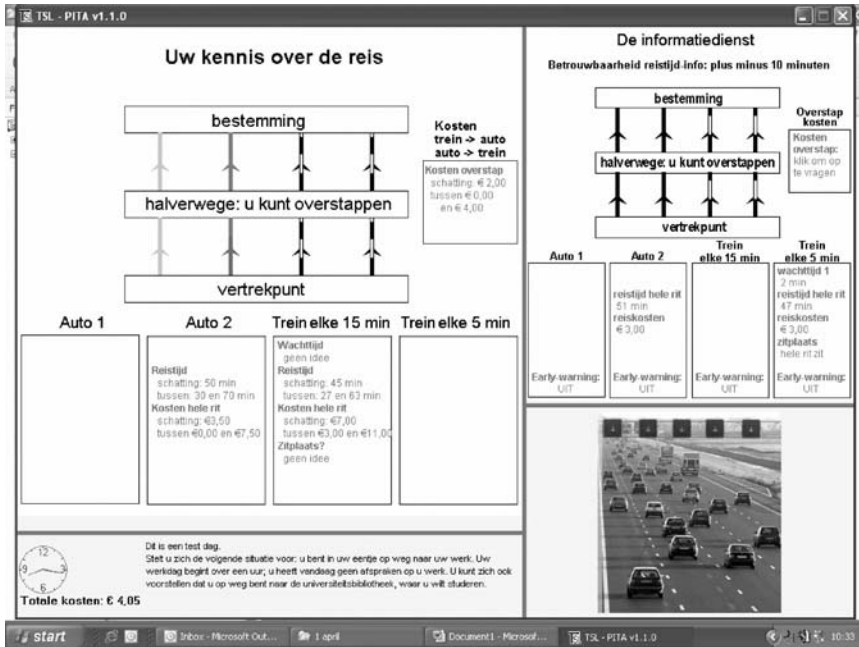 TSL - PITA v1.1.0
Uw kennis over de reis
bestemming
halverwege: u kunt overstappen
vertrekpunt
Kosten
trein -> auto
auto -> trein
Kosten overstap
schatting: € 2,00
tussen € 0,00
en € 4,00
Auto 1
Auto 2
Trein elke 15 min
Trein elke 5 min
Reistijd
schatting: 50 min
tussen: 30 en 70 min
Kosten hele rit
schatting: €3,50
tussen €0,00 en €7,50
Wachttijd
geen idee
Reistijd
schatting: 45 min
tussen: 27 en 63 min
Kosten hele rit
schatting: €7,00
tussen €3,00 en €11,00
Zitplaats?
geen idee
De informatiedienst
Betrouwbaarheid reistijd-info: plus minus 10 minuten
bestemming
halverwege: u kunt overstappen
vertrekpunt
Overstap
kosten
Kosten
overstap:
klik om op
te vragen
Auto 1
Auto 2
Trein
elke 15 min
Trein
elke 5 min
Early-warning:
UIT
reistijd hele rit
51 min
reiskosten
€ 3,00
Early-warning:
UIT
Early-warning:
UIT
wachttijd 1
2 min
reistijd hele rit
47 min
reiskosten
€ 3,00
zitplaats
hele rit zit
Early-warning:
UIT
12
3
6
9
Totale kosten: € 4,05
Dit is een test dag.
Stelt u zich de volgende situatie voor: u bent in uw eentje op weg naar uw werk. Uw
werkdag begint over een uur; u heeft vandaag geen afspraken op u werk. U kunt zich ook
voorstellen dat u op weg bent naar de universiteitsbibliotheek, waar u wilt studeren.
start
Inbox - Microsoft Out...
1 april
Document1 - Microsof...
TSL - PITA v1.1.0
10:33